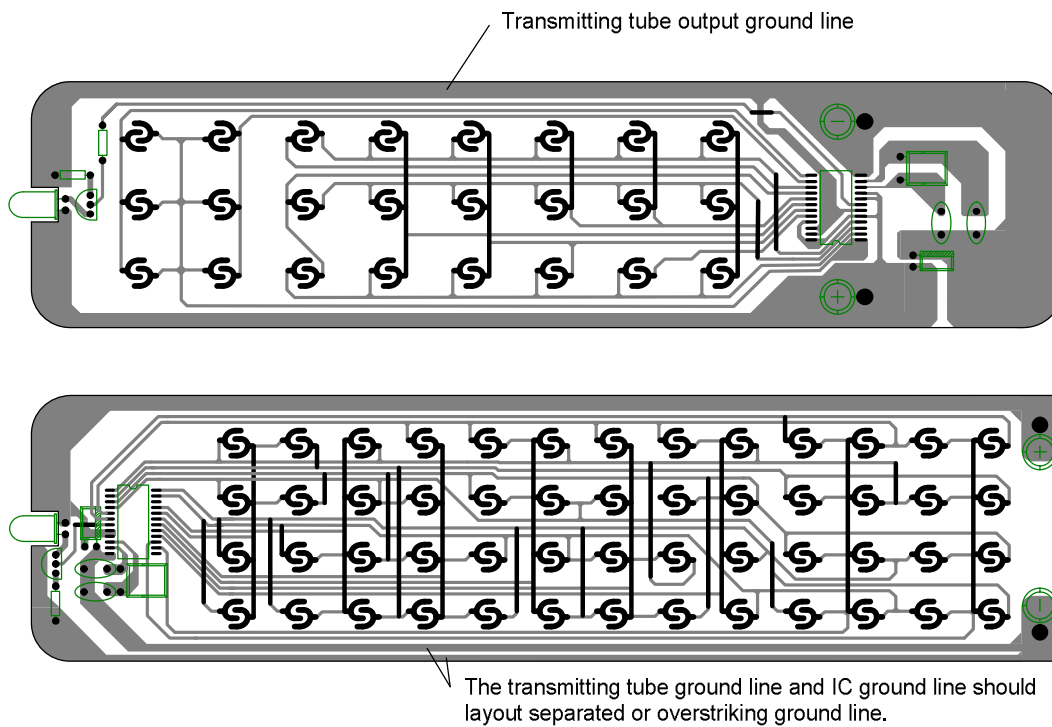 Transmitting tube output ground line
The transmitting tube ground line and IC ground line should
layout separated or overstriking ground line.